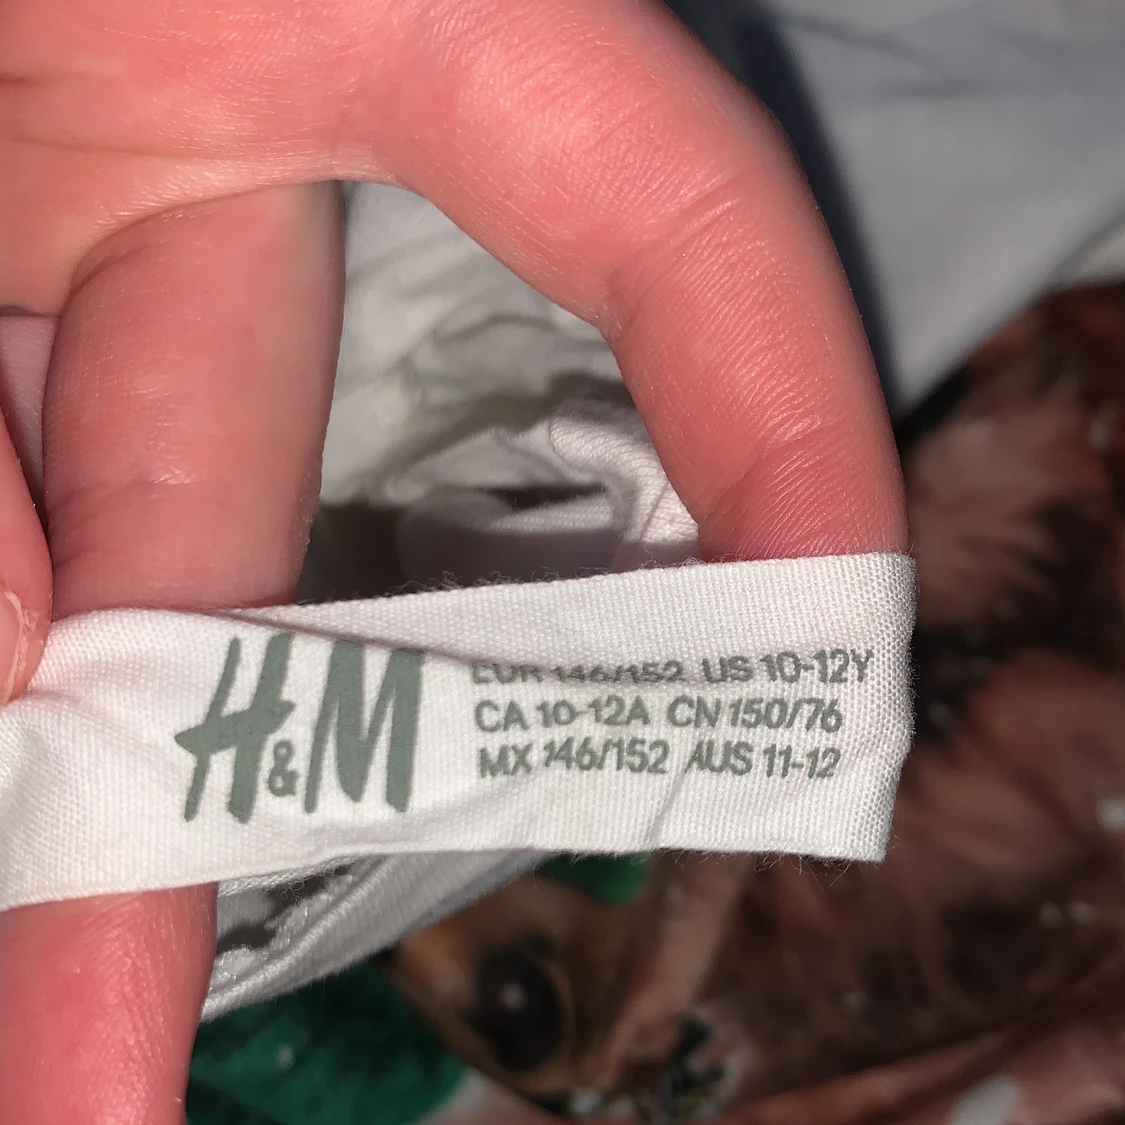 H&M
EUR 146/152 US 10-12Y
CA 10-12A CN 150/76
MX 146/152 AUS 11-12